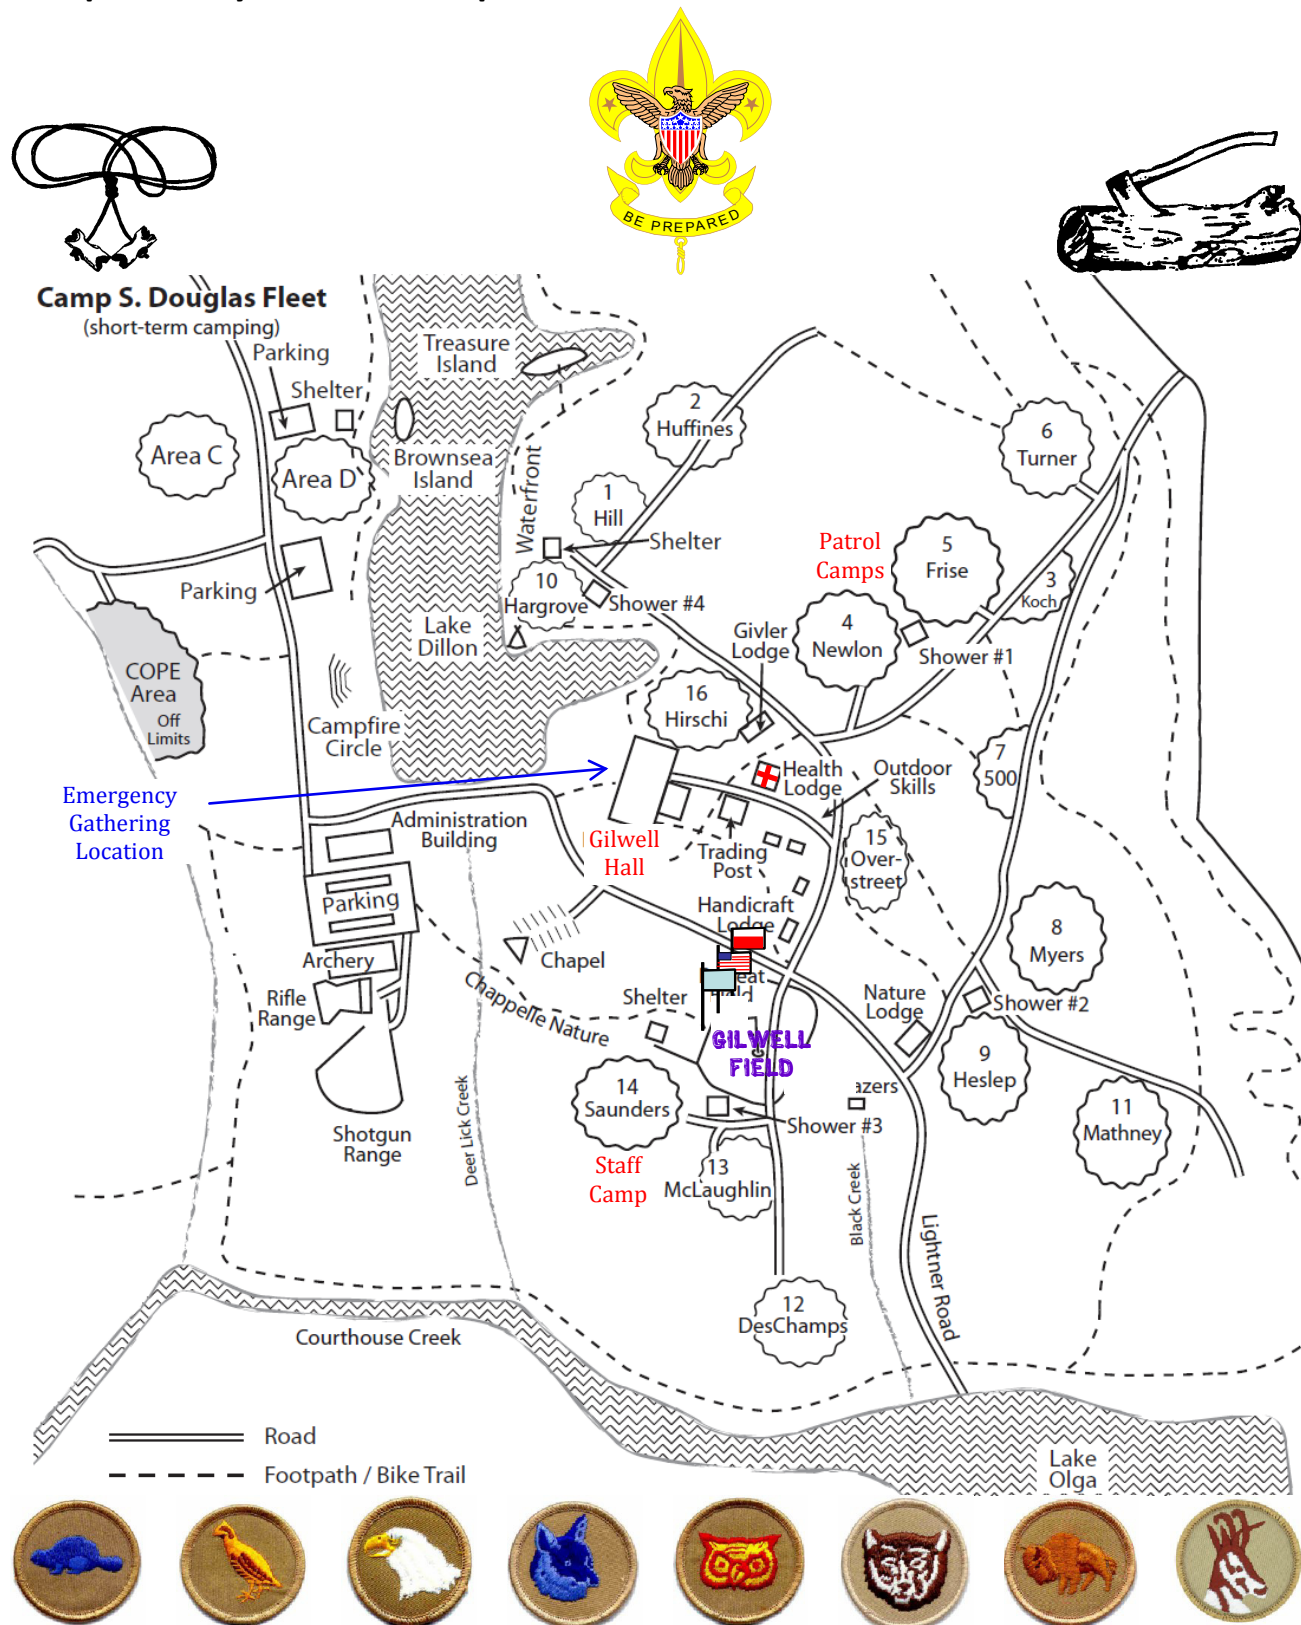 BE PREPARED
Camp S. Douglas Fleet
(short-term camping)
Parking
Shelter
Treasure
Island
Area C
Area D
Brownsea
Island
2
Huffines
6
Turner
1
Hill
Waterfront
Shelter
Patrol
Camps
5
Frise
3
Koch
Parking
10
Hargrove
Shower #4
Lake
Dillon
Givler
Lodge
4
Newlon
Shower #1
COPE
Area
Off
Limits
16
Hirschi
Campfire
Circle
7
500
Health
Lodge
Outdoor
Skills
Emergency
Gathering
Location
Administration
Building
Gilwell
Hall
Trading
Post
15
Over-
street
Parking
Handicraft
Lodge
8
Myers
Archery
Chapel
Rifle
Range
Chappelle Nature
Shelter
Nature
Lodge
Shower #2
GILWELL
FIELD
9
Heslep
14
Saunders
azers
Shower #3
11
Mathney
Shotgun
Range
Deer Lick Creek
Staff
Camp
13
McLaughlin
Black Creek
Lightner Road
12
DesChamps
Courthouse Creek
Road
Footpath / Bike Trail
Lake
Olga